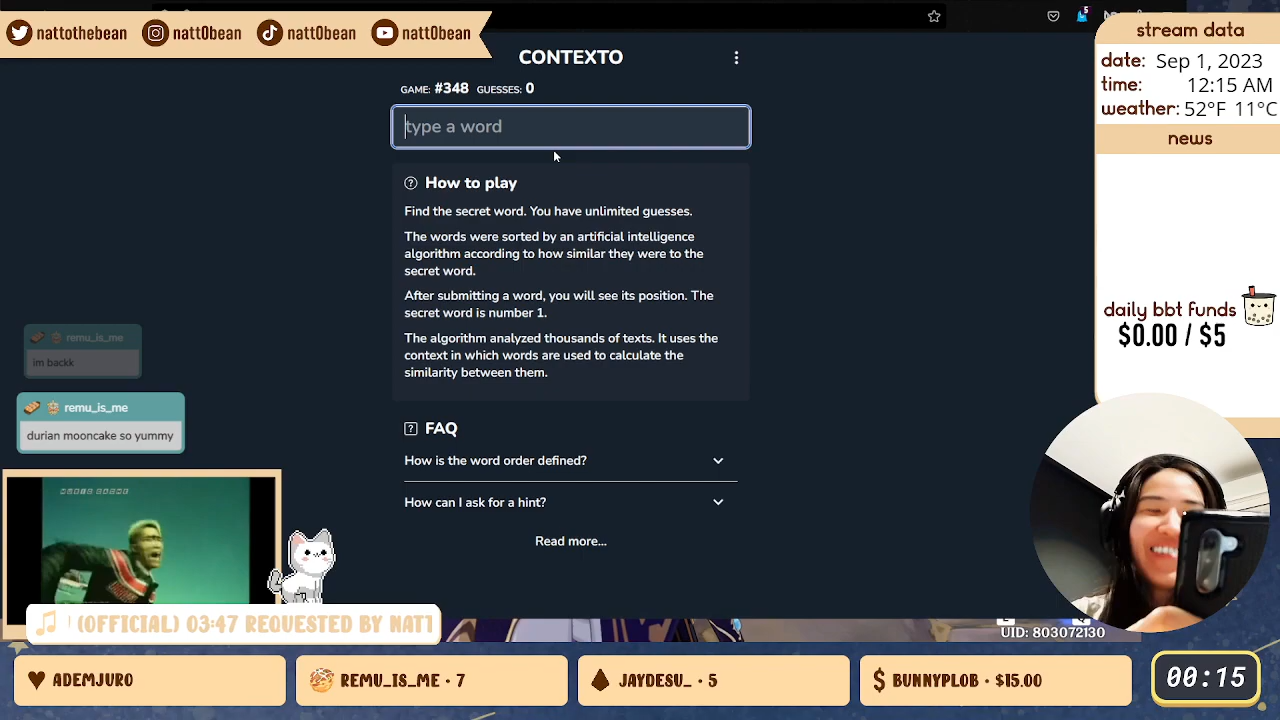 nattothebean
natt0bean
natt0bean
natt0bean
CONTEXTO
GAME: #348 GUESSES: 0
type a word
How to play
Find the secret word. You have unlimited guesses.
The words were sorted by an artificial intelligence
algorithm according to how similar they were to the
secret word.
After submitting a word, you will see its position. The
secret word is number 1.
The algorithm analyzed thousands of texts. It uses the
context in which words are used to calculate the
similarity between them.
FAQ
How is the word order defined?
How can I ask for a hint?
Read more...
stream data
date: Sep 1, 2023
time: 12:15 AM
weather: 52°F 11°C
news
daily bbt funds
$0.00 / $5
remu_is_me
im backk
remu_is_me
durian mooncake so yummy
(OFFICIAL) 03:47 REQUESTED BY NATT
UID: 803072130
ADEMJURO
REMU_IS_ME · 7
JAYDESU_ · 5
$ BUNNYPLOB · $15.00
00:15